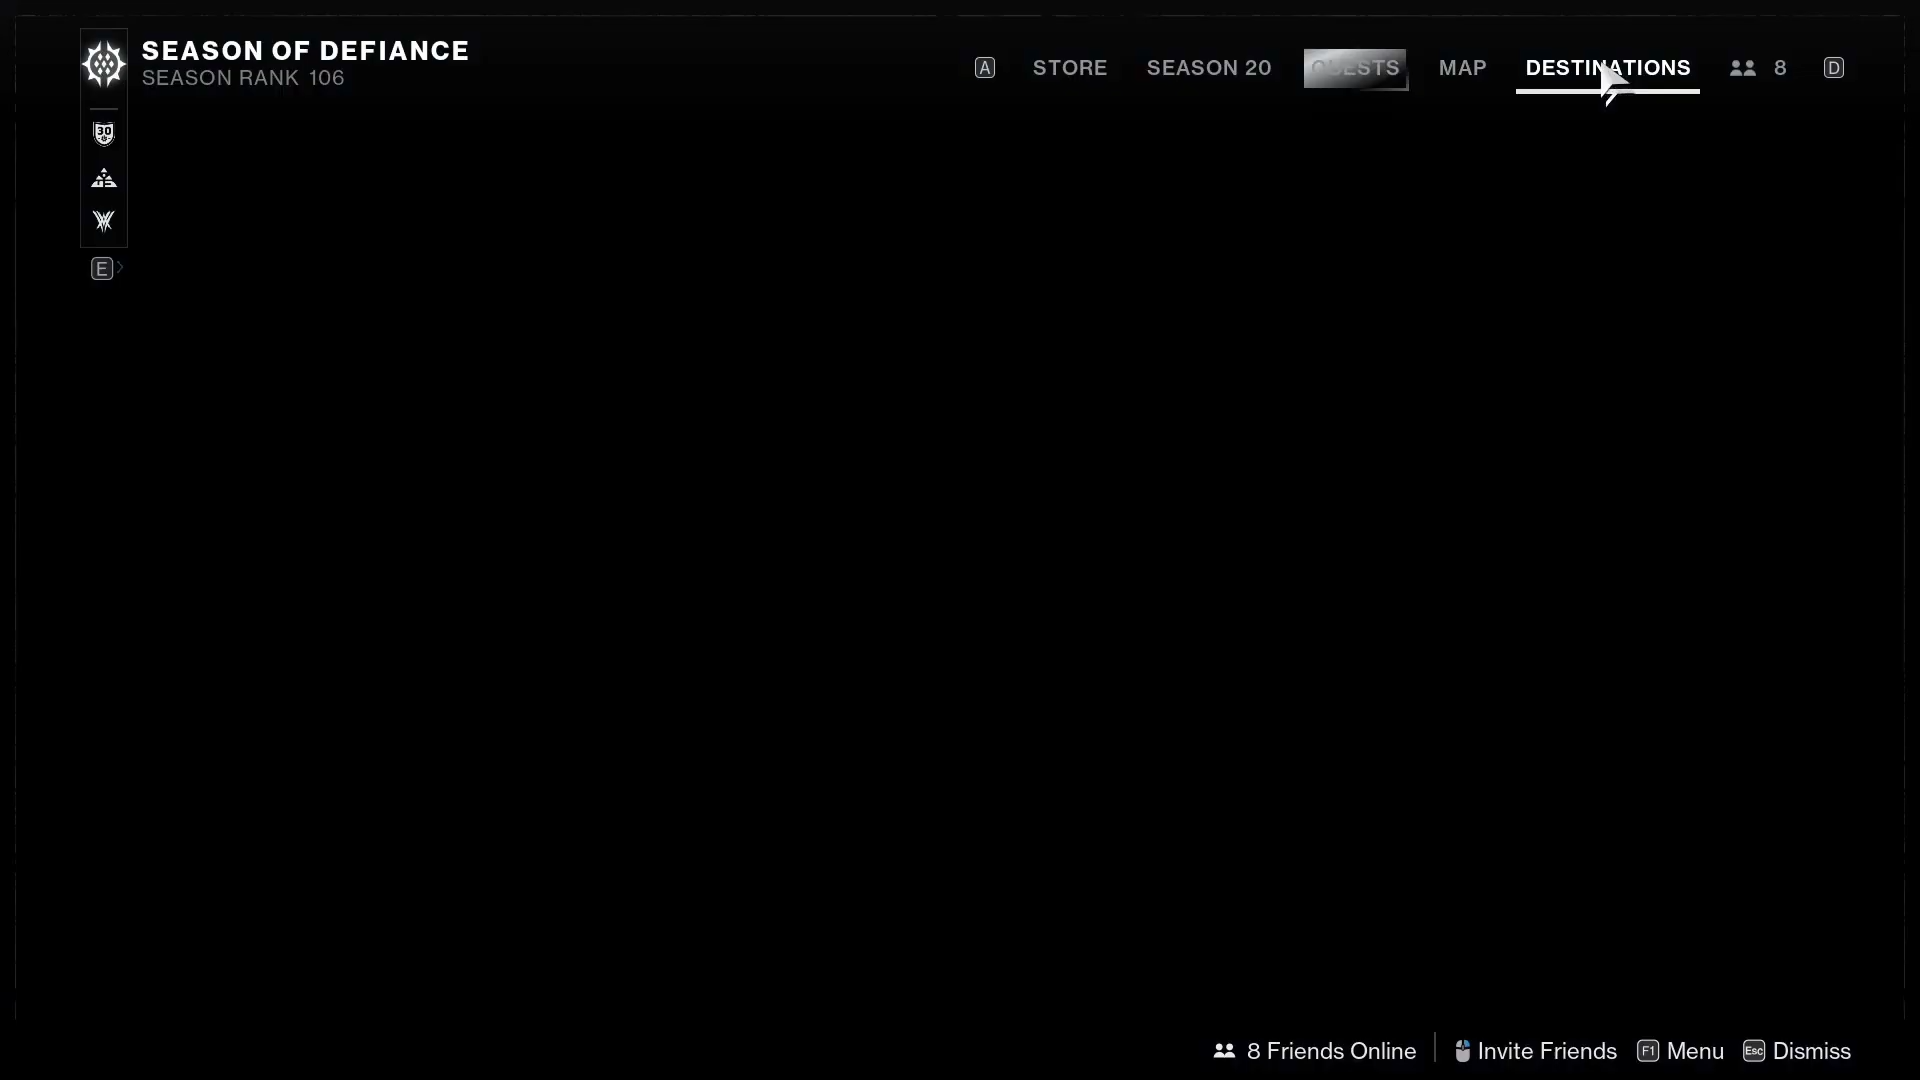 SEASON OF DEFIANCE
SEASON RANK 106
A STORE SEASON 20 QUESTS MAP DESTINATIONS 8 D
30
E
8 Friends Online Invite Friends F1 Menu Esc Dismiss